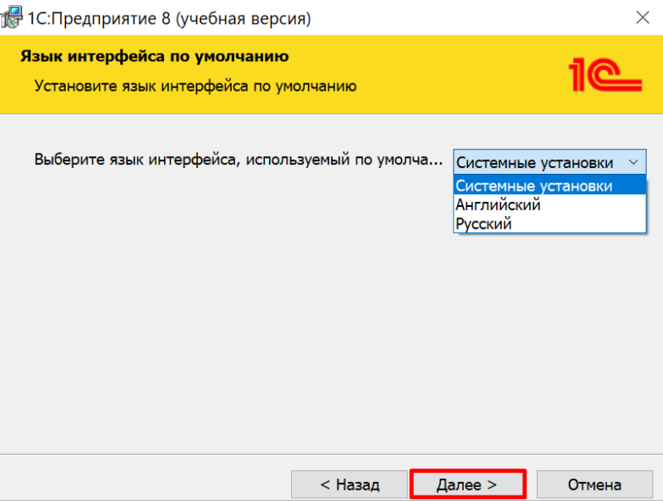 1С:Предприятие 8 (учебная версия)
Язык интерфейса по умолчанию
Установите язык интерфейса по умолчанию
1С
Выберите язык интерфейса, используемый по умолча... Системные установки
Системные установки
Английский
Русский
< Назад Далее > Отмена